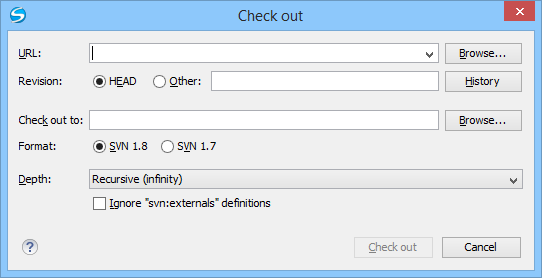 Check out
URL:
Browse...
Revision:
HEAD
Other:
History
Check out to:
Browse...
Format:
SVN 1.8
SVN 1.7
Depth:
Recursive (infinity)
Ignore "svn:externals" definitions
?
Check out
Cancel